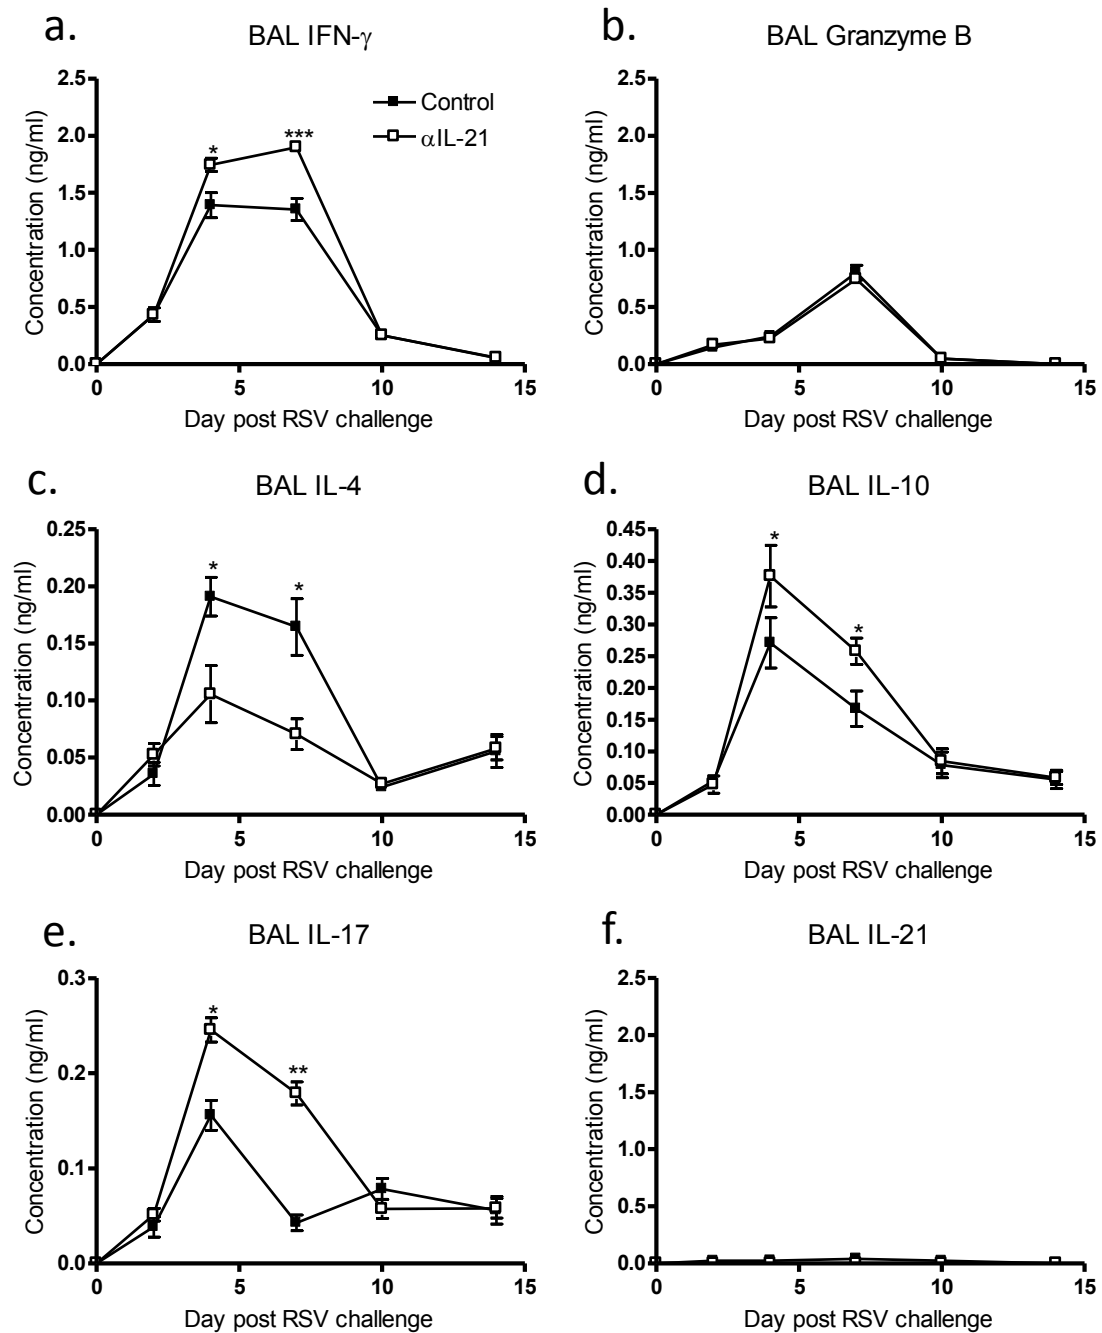 a.
BAL IFN-γ
Concentration (ng/ml)
2.5
2.0
1.5
1.0
0.5
0.0
Control
αIL-21
*
***
0 5 10 15
Day post RSV challenge
b.
BAL Granzyme B
Concentration (ng/ml)
2.5
2.0
1.5
1.0
0.5
0.0
0 5 10 15
Day post RSV challenge
c.
BAL IL-4
Concentration (ng/ml)
0.25
0.20
0.15
0.10
0.05
0.00
*
*
0 5 10 15
Day post RSV challenge
d.
BAL IL-10
Concentration (ng/ml)
0.45
0.40
0.35
0.30
0.25
0.20
0.15
0.10
0.05
0.00
*
*
0 5 10 15
Day post RSV challenge
e.
BAL IL-17
Concentration (ng/ml)
0.3
0.2
0.1
0.0
*
**
0 5 10 15
Day post RSV challenge
f.
BAL IL-21
Concentration (ng/ml)
2.5
2.0
1.5
1.0
0.5
0.0
0 5 10 15
Day post RSV challenge